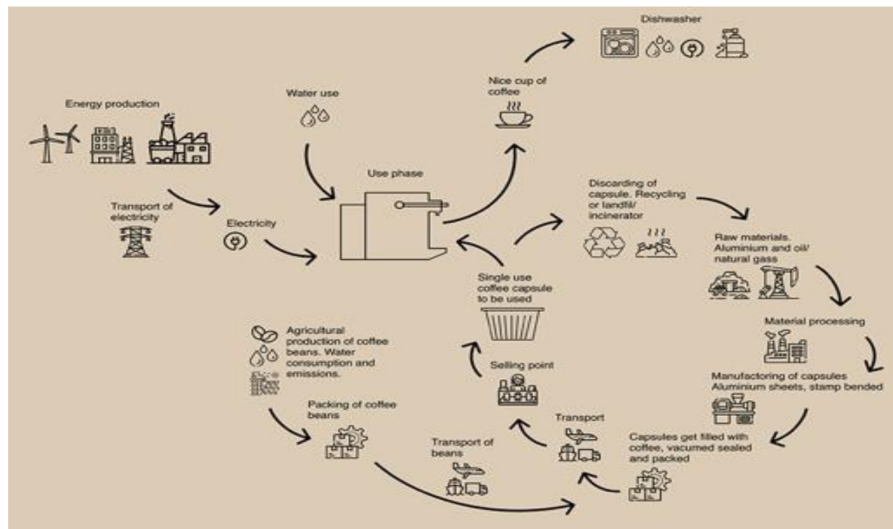 Dishwasher
Nice cup of
coffee
Water use
Energy production
Use phase
Transport of
electricity
Electricity
Discarding of
capsule. Recycling
or landfil/
incinerator
Raw materials.
Aluminium and oil/
natural gass
Single use
coffee capsule
to be used
Material processing
Agricultural
production of coffee
beans. Water
consumption and
emissions.
Selling point
Manufactoring of capsules
Aluminium sheets, stamp bended
Packing of coffee
beans
Transport
Transport of
beans
Capsules get filled with
coffee, vacumed sealed
and packed